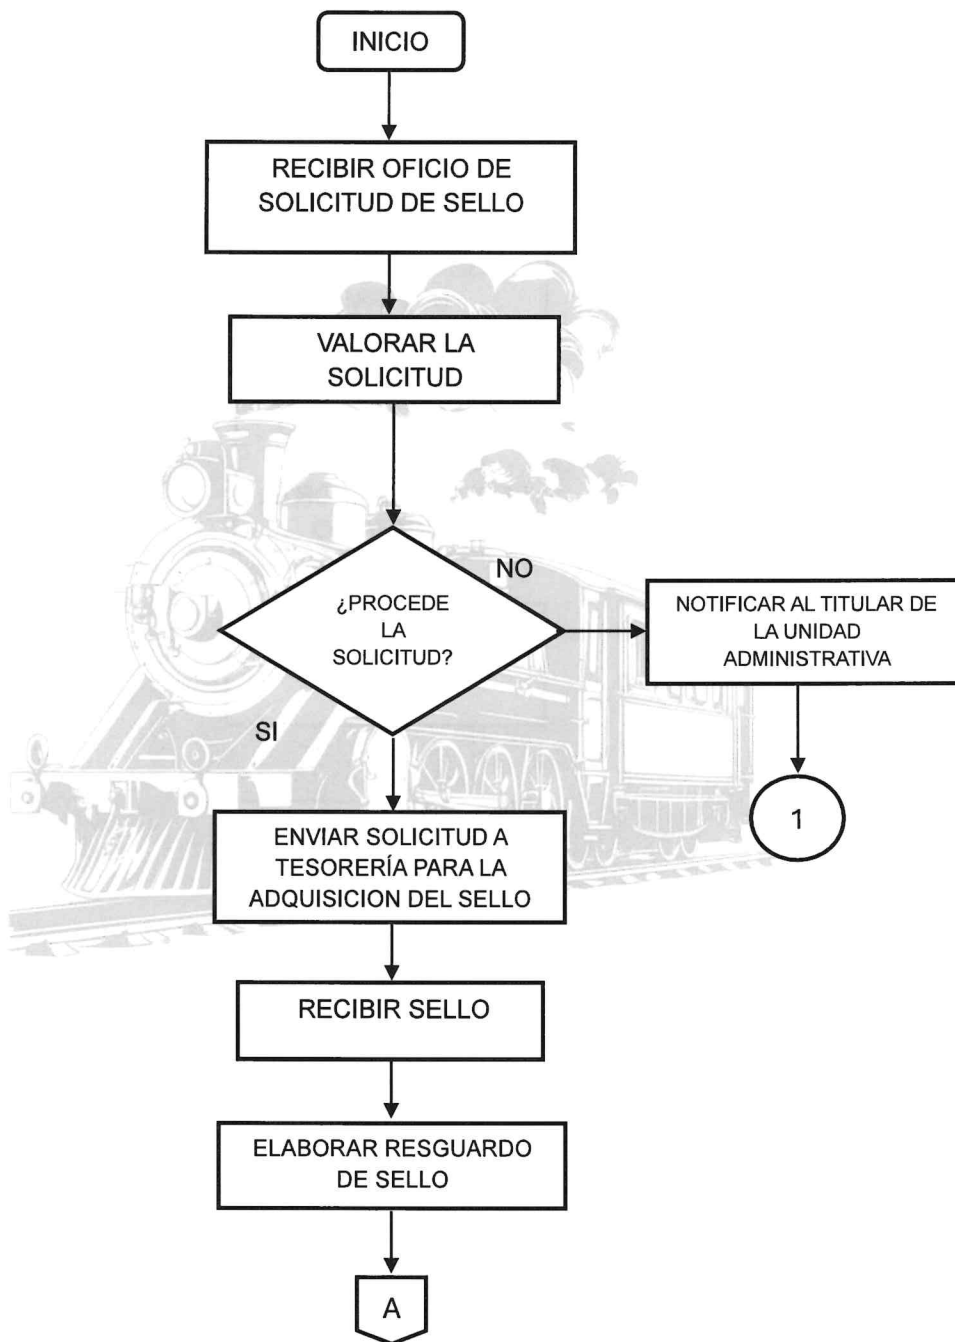 INICIO
RECIBIR OFICIO DE
SOLICITUD DE SELLO
VALORAR LA
SOLICITUD
¿PROCEDE
LA
SOLICITUD?
NO
NOTIFICAR AL TITULAR DE
LA UNIDAD
ADMINISTRATIVA
1
SI
ENVIAR SOLICITUD A
TESORERÍA PARA LA
ADQUISICION DEL SELLO
RECIBIR SELLO
ELABORAR RESGUARDO
DE SELLO
A